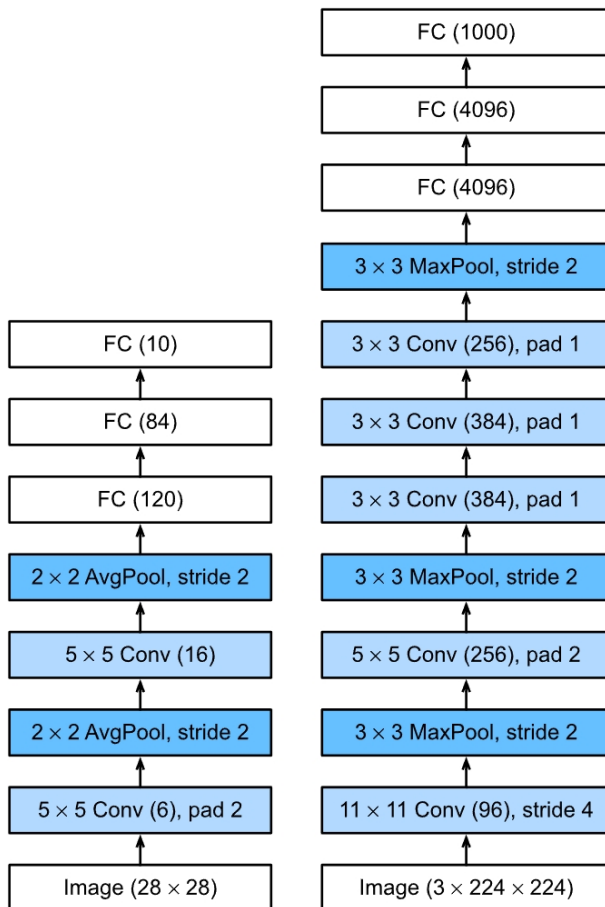 FC (10)
FC (84)
FC (120)
2 × 2 AvgPool, stride 2
5 × 5 Conv (16)
2 × 2 AvgPool, stride 2
5 × 5 Conv (6), pad 2
Image (28 × 28)
FC (1000)
FC (4096)
FC (4096)
3 × 3 MaxPool, stride 2
3 × 3 Conv (256), pad 1
3 × 3 Conv (384), pad 1
3 × 3 Conv (384), pad 1
3 × 3 MaxPool, stride 2
5 × 5 Conv (256), pad 2
3 × 3 MaxPool, stride 2
11 × 11 Conv (96), stride 4
Image (3 × 224 × 224)